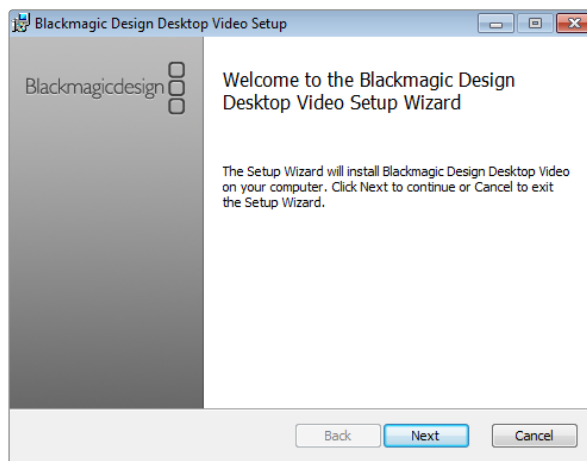 Blackmagic Design Desktop Video Setup
Blackmagicdesign
Welcome to the Blackmagic Design
Desktop Video Setup Wizard
The Setup Wizard will install Blackmagic Design Desktop Video
on your computer. Click Next to continue or Cancel to exit
the Setup Wizard.
Back
Next
Cancel